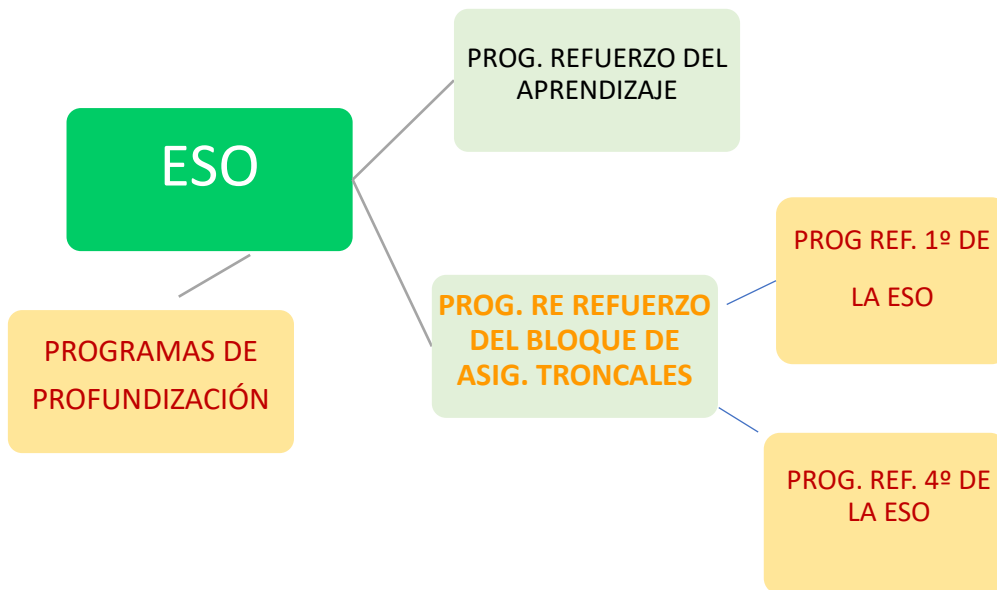 PROG. REFUERZO DEL
APRENDIZAJE
ESO
PROG REF. 1º DE
LA ESO
PROG. RE REFUERZO
DEL BLOQUE DE
ASIG. TRONCALES
PROGRAMAS DE
PROFUNDIZACIÓN
PROG. REF. 4º DE
LA ESO